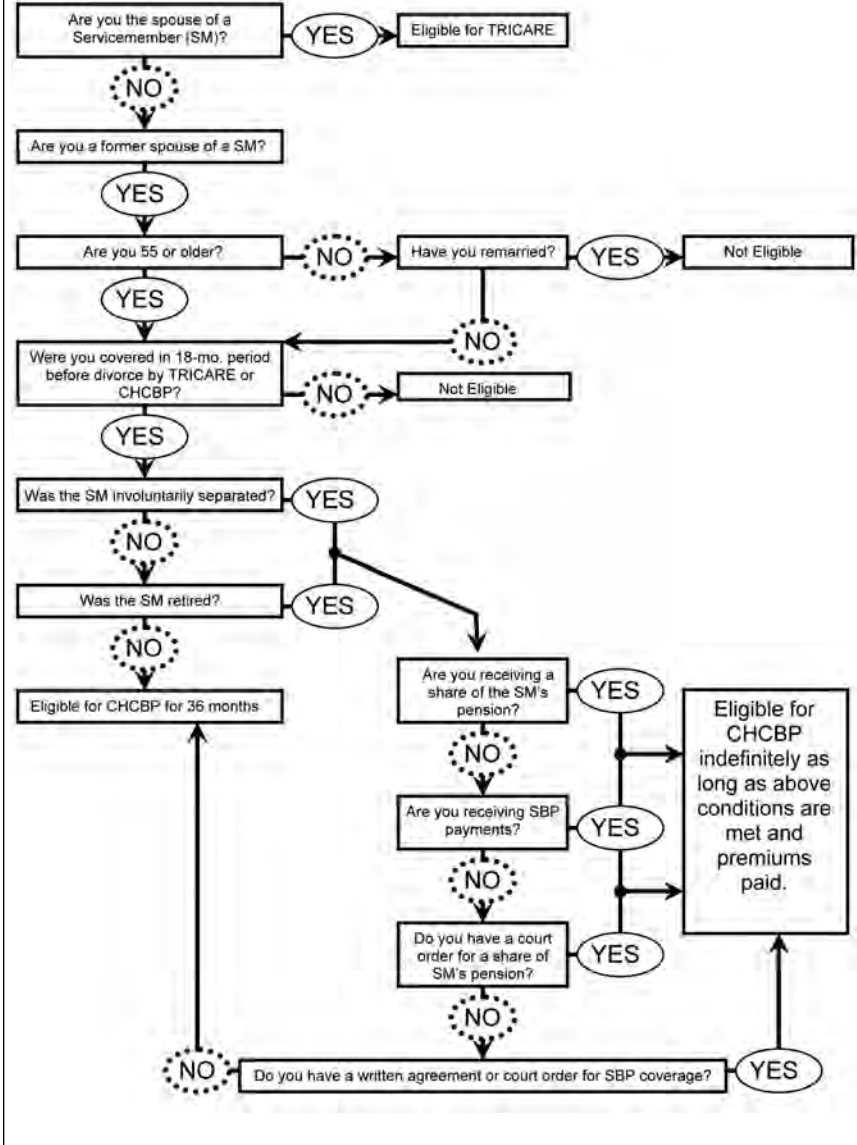 Are you the spouse of a
Servicemember (SM)?
YES
Eligible for TRICARE
NO
Are you a former spouse of a SM?
YES
Are you 55 or older?
NO
Have you remarried?
YES
Not Eligible
YES
NO
Were you covered in 18-mo. period
before divorce by TRICARE or
CHCBP?
NO
Not Eligible
YES
Was the SM involuntarily separated?
YES
NO
Was the SM retired?
YES
NO
Eligible for CHCBP for 36 months
Are you receiving a
share of the SM's
pension?
YES
NO
Are you receiving SBP
payments?
YES
NO
Do you have a court
order for a share of
SM's pension?
YES
NO
Eligible for
CHCBP
indefinitely as
long as above
conditions are
met and
premiums
paid.
NO
Do you have a written agreement or court order for SBP coverage?
YES